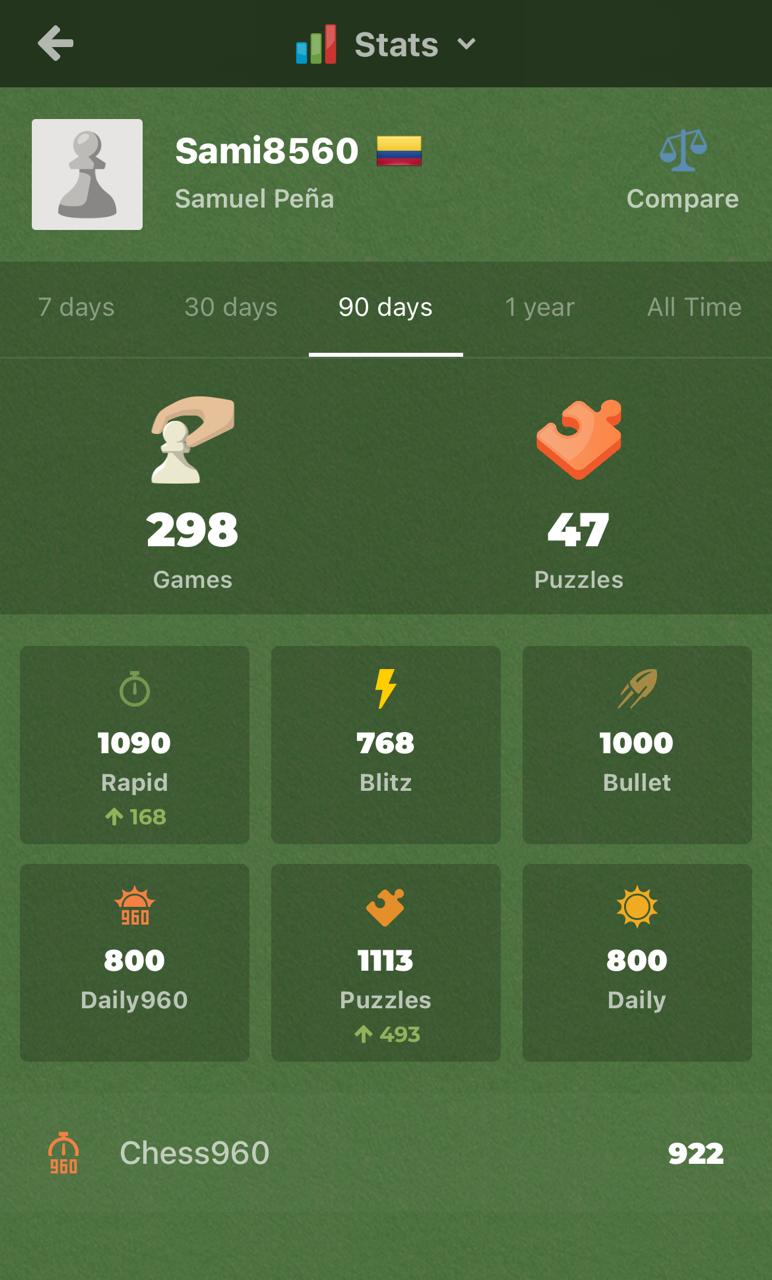 Stats
Sami8560
Samuel Peña
Compare
7 days 30 days 90 days 1 year All Time
298 47
Games Puzzles
1090 768 1000
Rapid Blitz Bullet
168
960
800 1113 800
Daily960 Puzzles Daily
493
960 Chess960 922